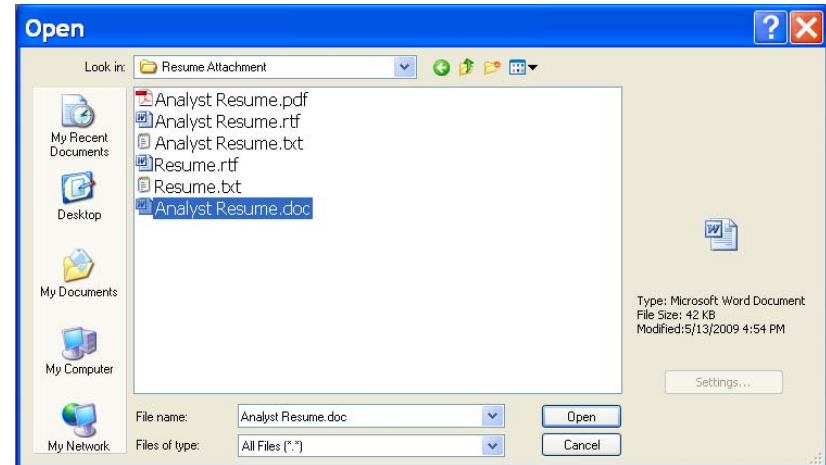 Open
Look in: Resume Attachment
My Recent
Documents
Desktop
My Documents
My Computer
My Network
Analyst Resume.pdf
Analyst Resume.rtf
Analyst Resume.txt
Resume.rtf
Resume.txt
Analyst Resume.doc
Type: Microsoft Word Document
File Size: 42 KB
Modified:5/13/2009 4:54 PM
Settings...
File name: Analyst Resume.doc Open
Files of type: All Files (*.*) Cancel